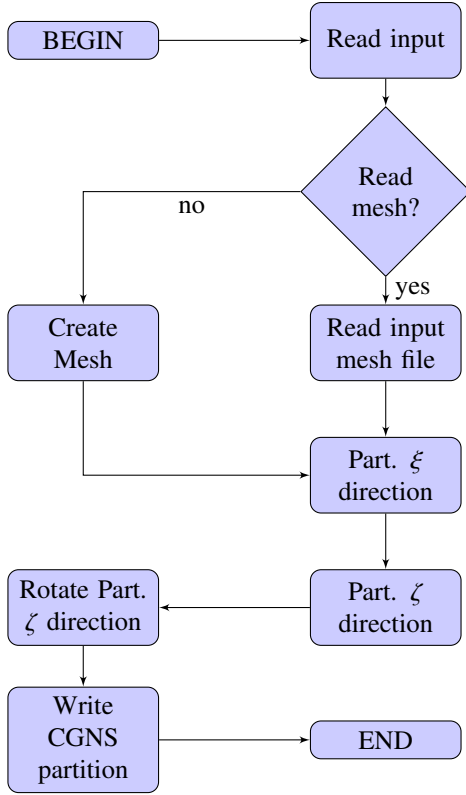 BEGIN
Read input
Read
mesh?
no
yes
Create
Mesh
Read input
mesh file
Part. ξ
direction
Part. ζ
direction
Rotate Part.
ζ direction
Write
CGNS
partition
END